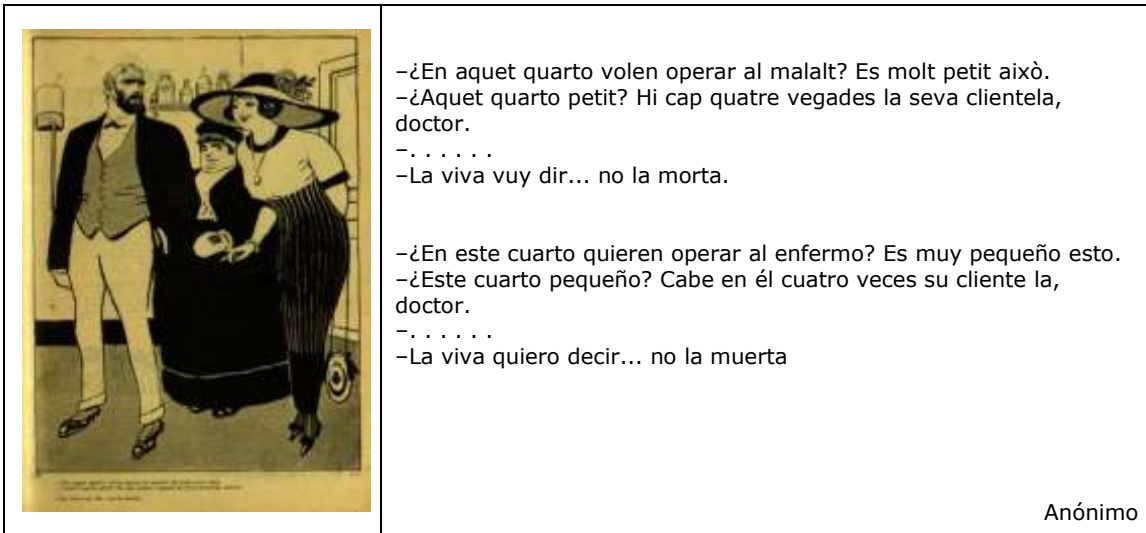 –¿En aquet quarto volen operar al malalt? Es molt petit això.
–¿Aquet quarto petit? Hi cap quatre vegades la seva clientela,
doctor.
–. . . . . .
–La viva vuy dir... no la morta.
–¿En este cuarto quieren operar al enfermo? Es muy pequeño esto.
–¿Este cuarto pequeño? Cabe en él cuatro veces su cliente la,
doctor.
–. . . . . .
–La viva quiero decir... no la muerta
Anónimo